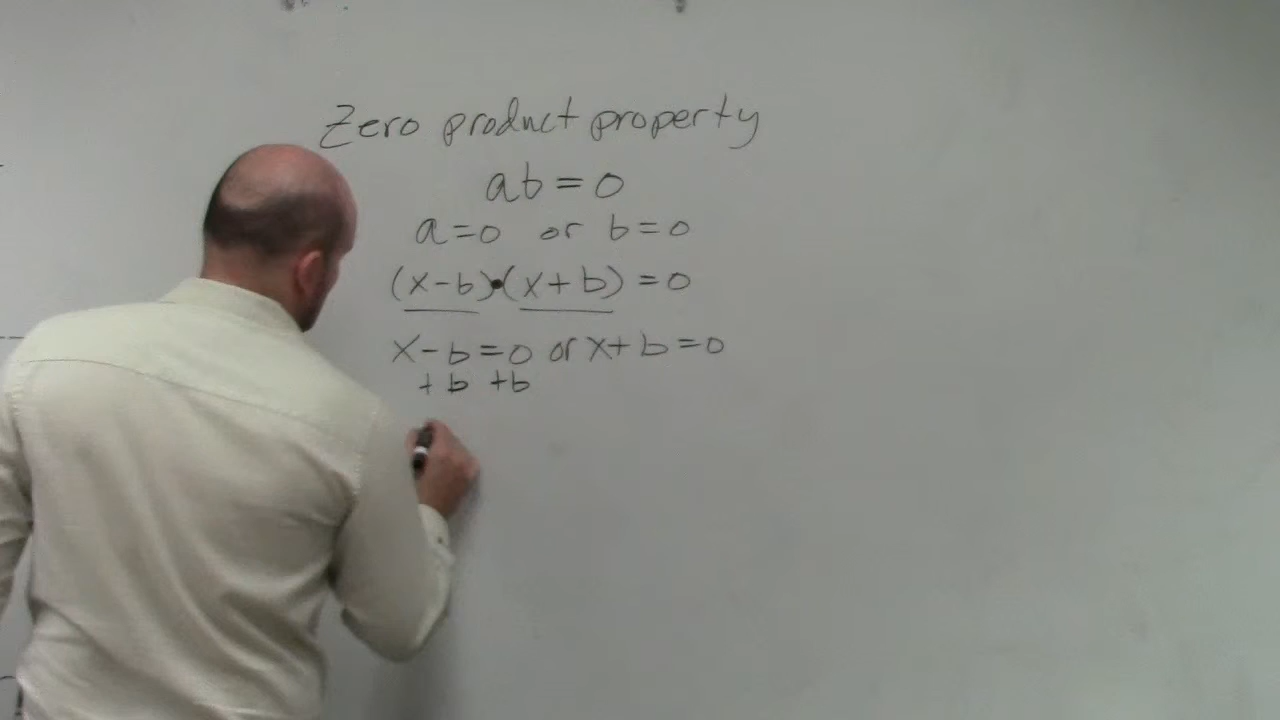 Zero product property
ab = 0
a = 0 or b = 0
(x - b)•(x + b) = 0
x - b = 0 or x + b = 0
+ b + b